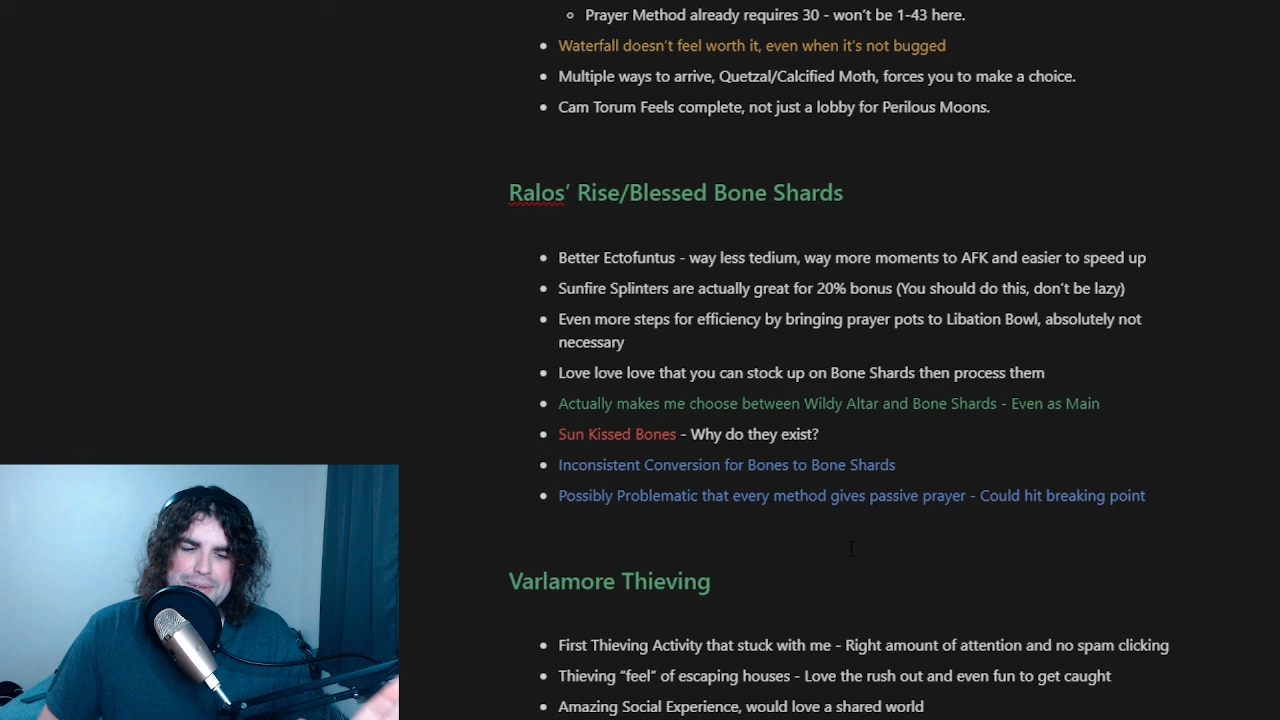 Prayer Method already requires 30 - won't be 1-43 here.
Waterfall doesn't feel worth it, even when it's not bugged
Multiple ways to arrive, Quetzal/Calcified Moth, forces you to make a choice.
Cam Torum Feels complete, not just a lobby for Perilous Moons.
Ralos' Rise/Blessed Bone Shards
Better Ectofuntus - way less tedium, way more moments to AFK and easier to speed up
Sunfire Splinters are actually great for 20% bonus (You should do this, don't be lazy)
Even more steps for efficiency by bringing prayer pots to Libation Bowl, absolutely not
necessary
Love love love that you can stock up on Bone Shards then process them
Actually makes me choose between Wildy Altar and Bone Shards - Even as Main
Sun Kissed Bones - Why do they exist?
Inconsistent Conversion for Bones to Bone Shards
Possibly Problematic that every method gives passive prayer - Could hit breaking point
Varlamore Thieving
First Thieving Activity that stuck with me - Right amount of attention and no spam clicking
Thieving “feel” of escaping houses - Love the rush out and even fun to get caught
Amazing Social Experience, would love a shared world